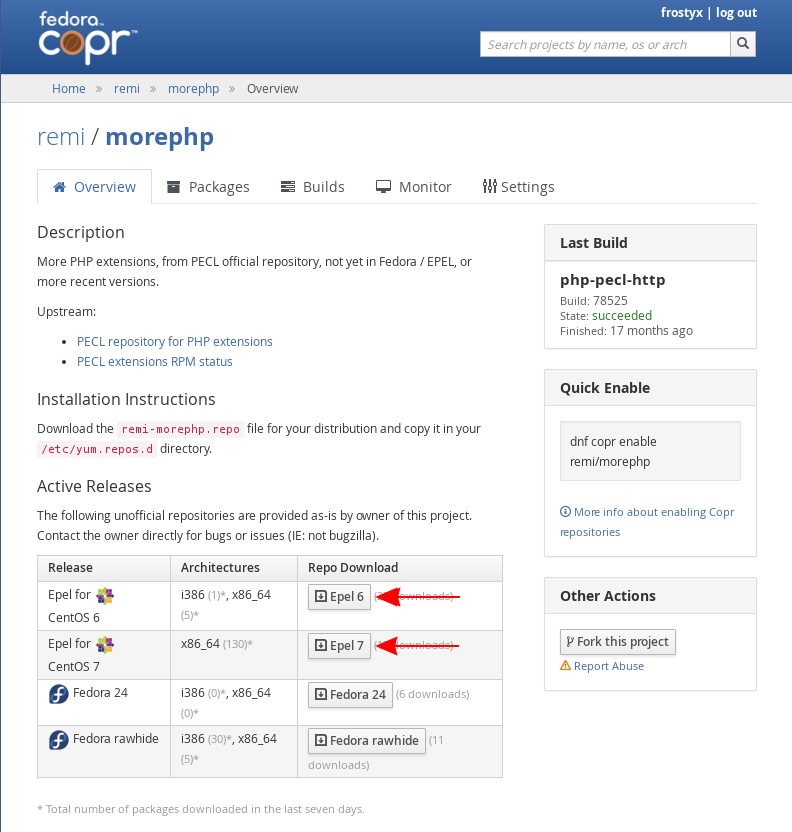 frostyx | log out
fedora™
copr™
Search projects by name, os or arch
Home » remi » morephp » Overview
remi / morephp
Overview Packages Builds Monitor Settings
Description
More PHP extensions, from PECL official repository, not yet in Fedora / EPEL, or
more recent versions.
Upstream:
• PECL repository for PHP extensions
• PECL extensions RPM status
Installation Instructions
Download the remi-morephp.repo file for your distribution and copy it in your
/etc/yum.repos.d directory.
Active Releases
The following unofficial repositories are provided as-is by owner of this project.
Contact the owner directly for bugs or issues (IE: not bugzilla).
Release Architectures Repo Download
Epel for
CentOS 6
i386 (1)*, x86_64
(5)*
Epel 6 downloads)
Epel for
CentOS 7
x86_64 (130)*
Epel 7 downloads)
Fedora 24
i386 (0)*, x86_64
(0)*
Fedora 24 (6 downloads)
Fedora rawhide
i386 (30)*, x86_64
(5)*
Fedora rawhide (11
downloads)
* Total number of packages downloaded in the last seven days.
Last Build
php-pecl-http
Build: 78525
State: succeeded
Finished: 17 months ago
Quick Enable
dnf copr enable
remi/morephp
More info about enabling Copr
repositories
Other Actions
Fork this project
Report Abuse